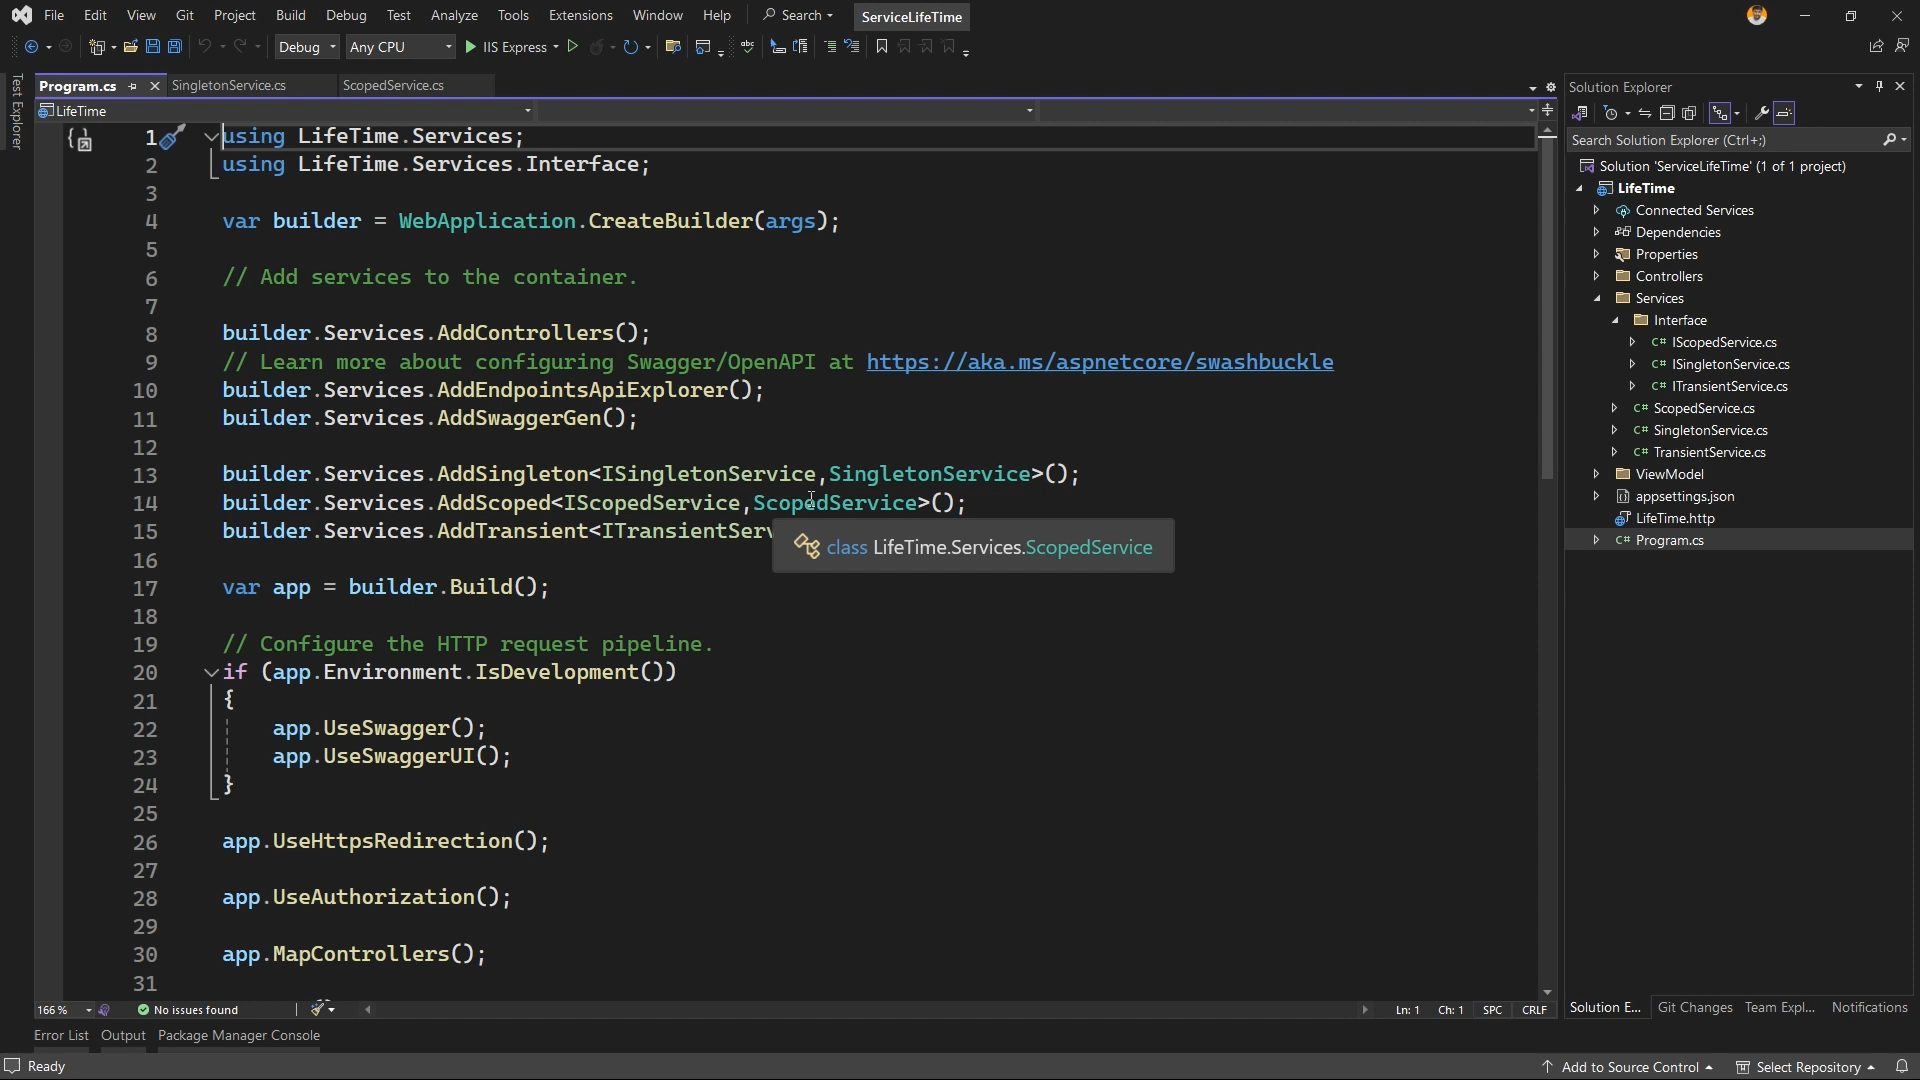 File Edit View Git Project Build Debug Test Analyze Tools Extensions Window Help Search ServiceLifeTime
Debug Any CPU IIS Express
Test Explorer
Program.cs SingletonService.cs ScopedService.cs
LifeTime
1 using LifeTime.Services;
2 using LifeTime.Services.Interface;
3
4 var builder = WebApplication.CreateBuilder(args);
5
6 // Add services to the container.
7
8 builder.Services.AddControllers();
9 // Learn more about configuring Swagger/OpenAPI at https://aka.ms/aspnetcore/swashbuckle
10 builder.Services.AddEndpointsApiExplorer();
11 builder.Services.AddSwaggerGen();
12
13 builder.Services.AddSingleton<ISingletonService,SingletonService>();
14 builder.Services.AddScoped<IScopedService,ScopedService>();
15 builder.Services.AddTransient<ITransientServ
class LifeTime.Services.ScopedService
16
17 var app = builder.Build();
18
19 // Configure the HTTP request pipeline.
20 if (app.Environment.IsDevelopment())
21 {
22 app.UseSwagger();
23 app.UseSwaggerUI();
24 }
25
26 app.UseHttpsRedirection();
27
28 app.UseAuthorization();
29
30 app.MapControllers();
31
166 % No issues found Ln: 1 Ch: 1 SPC CRLF
Error List Output Package Manager Console
Ready Add to Source Control Select Repository
Solution Explorer
Search Solution Explorer (Ctrl+;)
Solution 'ServiceLifeTime' (1 of 1 project)
LifeTime
Connected Services
Dependencies
Properties
Controllers
Services
Interface
C# IScopedService.cs
C# ISingletonService.cs
C# ITransientService.cs
C# ScopedService.cs
C# SingletonService.cs
C# TransientService.cs
ViewModel
appsettings.json
LifeTime.http
C# Program.cs
Solution E... Git Changes Team Expl... Notifications